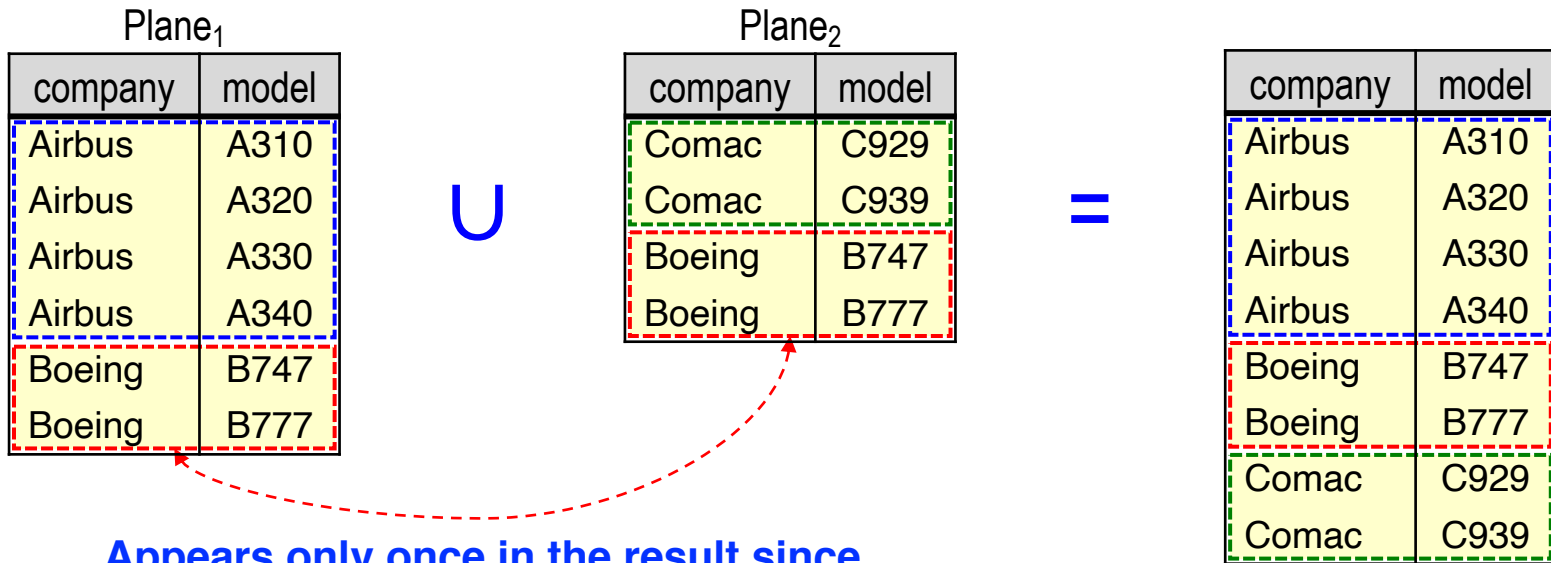 Plane₁
company model
Airbus A310
Airbus A320
Airbus A330
Airbus A340
Boeing B747
Boeing B777
∪
Plane₂
company model
Comac C929
Comac C939
Boeing B747
Boeing B777
=
company model
Airbus A310
Airbus A320
Airbus A330
Airbus A340
Boeing B747
Boeing B777
Comac C929
Comac C939
Appears only once in the result since